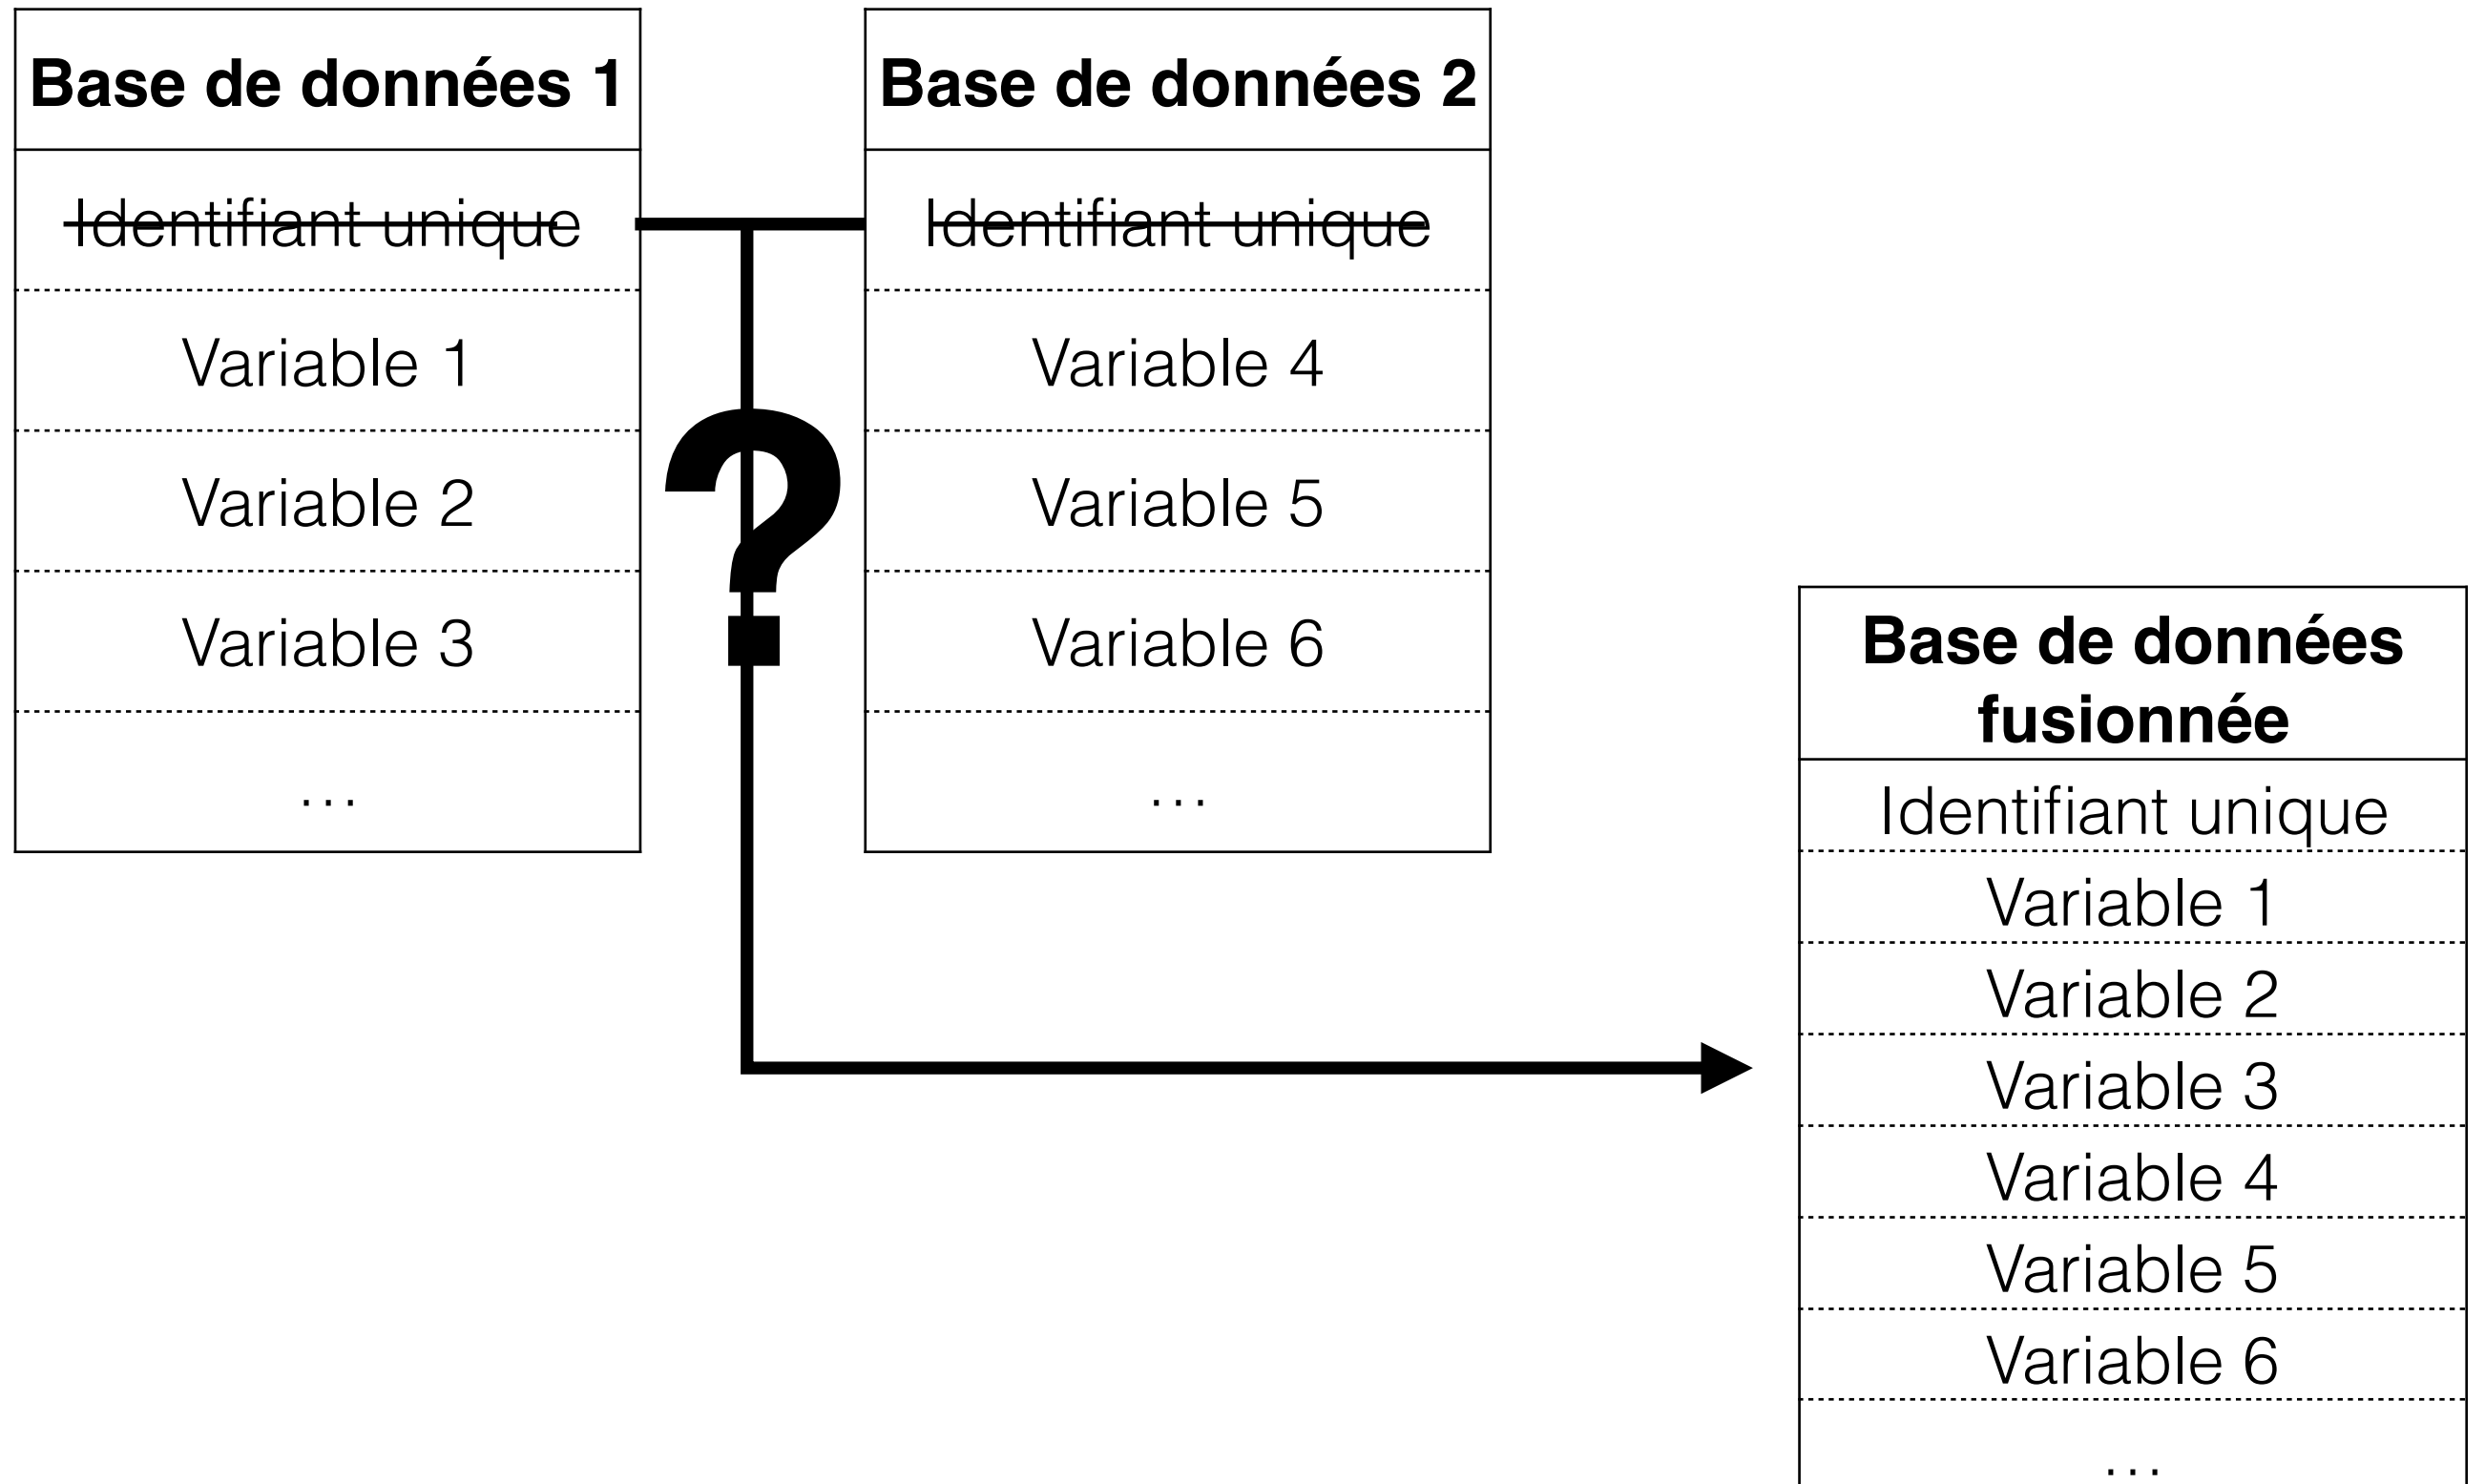 Base de données 1
Identifiant unique
Variable 1
Variable 2
Variable 3
...
Base de données 2
Identifiant unique
Variable 4
Variable 5
Variable 6
...
?
Base de données
fusionnée
Identifiant unique
Variable 1
Variable 2
Variable 3
Variable 4
Variable 5
Variable 6
...